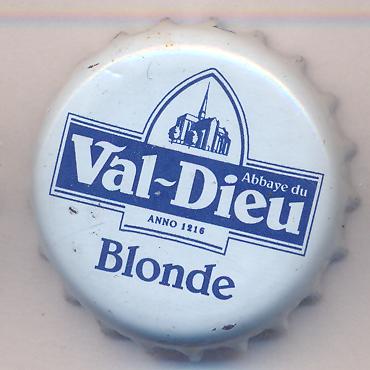 Abbaye du
Val-Dieu
ANNO 1216
Blonde